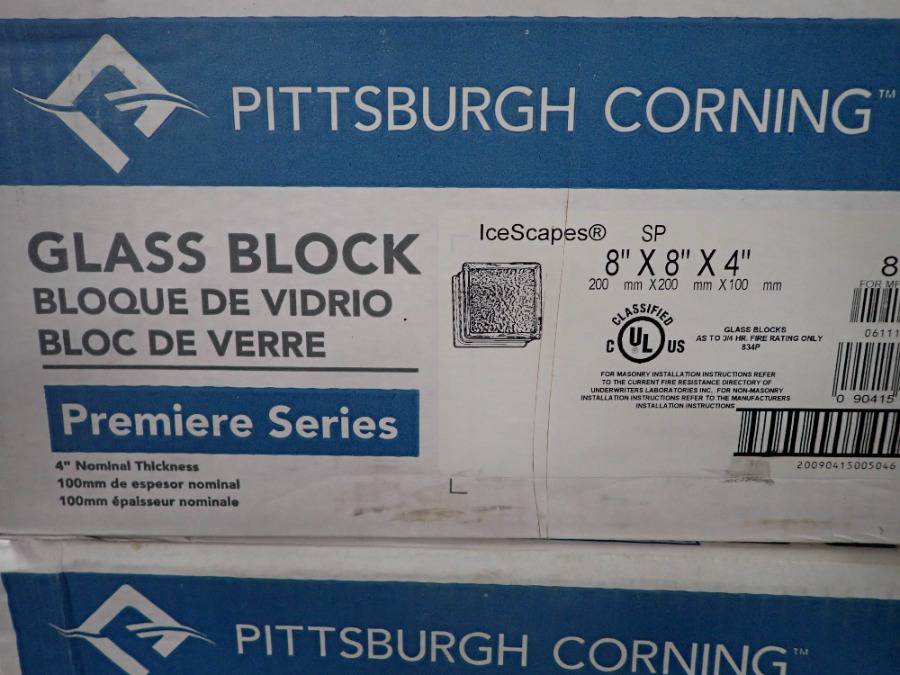 PITTSBURGH CORNING™
GLASS BLOCK
BLOQUE DE VIDRIO
BLOC DE VERRE
Premiere Series
4" Nominal Thickness
100mm de espesor nominal
100mm épaisseur nominale
IceScapes® SP
8" X 8" X 4"
200 mm X200 mm X100 mm
CLASSIFIED
C UL US
GLASS BLOCKS
AS TO 3/4 HR. FIRE RATING ONLY
834P
FOR MASONRY INSTALLATION INSTRUCTIONS REFER
TO THE CURRENT FIRE RESISTANCE DIRECTORY OF
UNDERWRITERS LABORATORIES INC. FOR NON-MASONRY
INSTALLATION INSTRUCTIONS REFER TO THE MANUFACTURERS
INSTALLATION INSTRUCTIONS
8
FOR
0611
0 90415
20090415005046
PITTSBURGH CORNING™